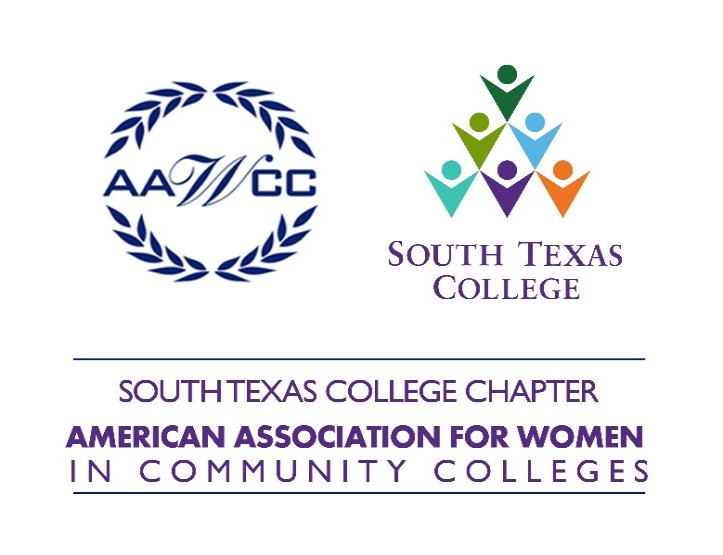 AAWCC
SOUTH TEXAS
COLLEGE
SOUTH TEXAS COLLEGE CHAPTER
AMERICAN ASSOCIATION FOR WOMEN
IN COMMUNITY COLLEGES